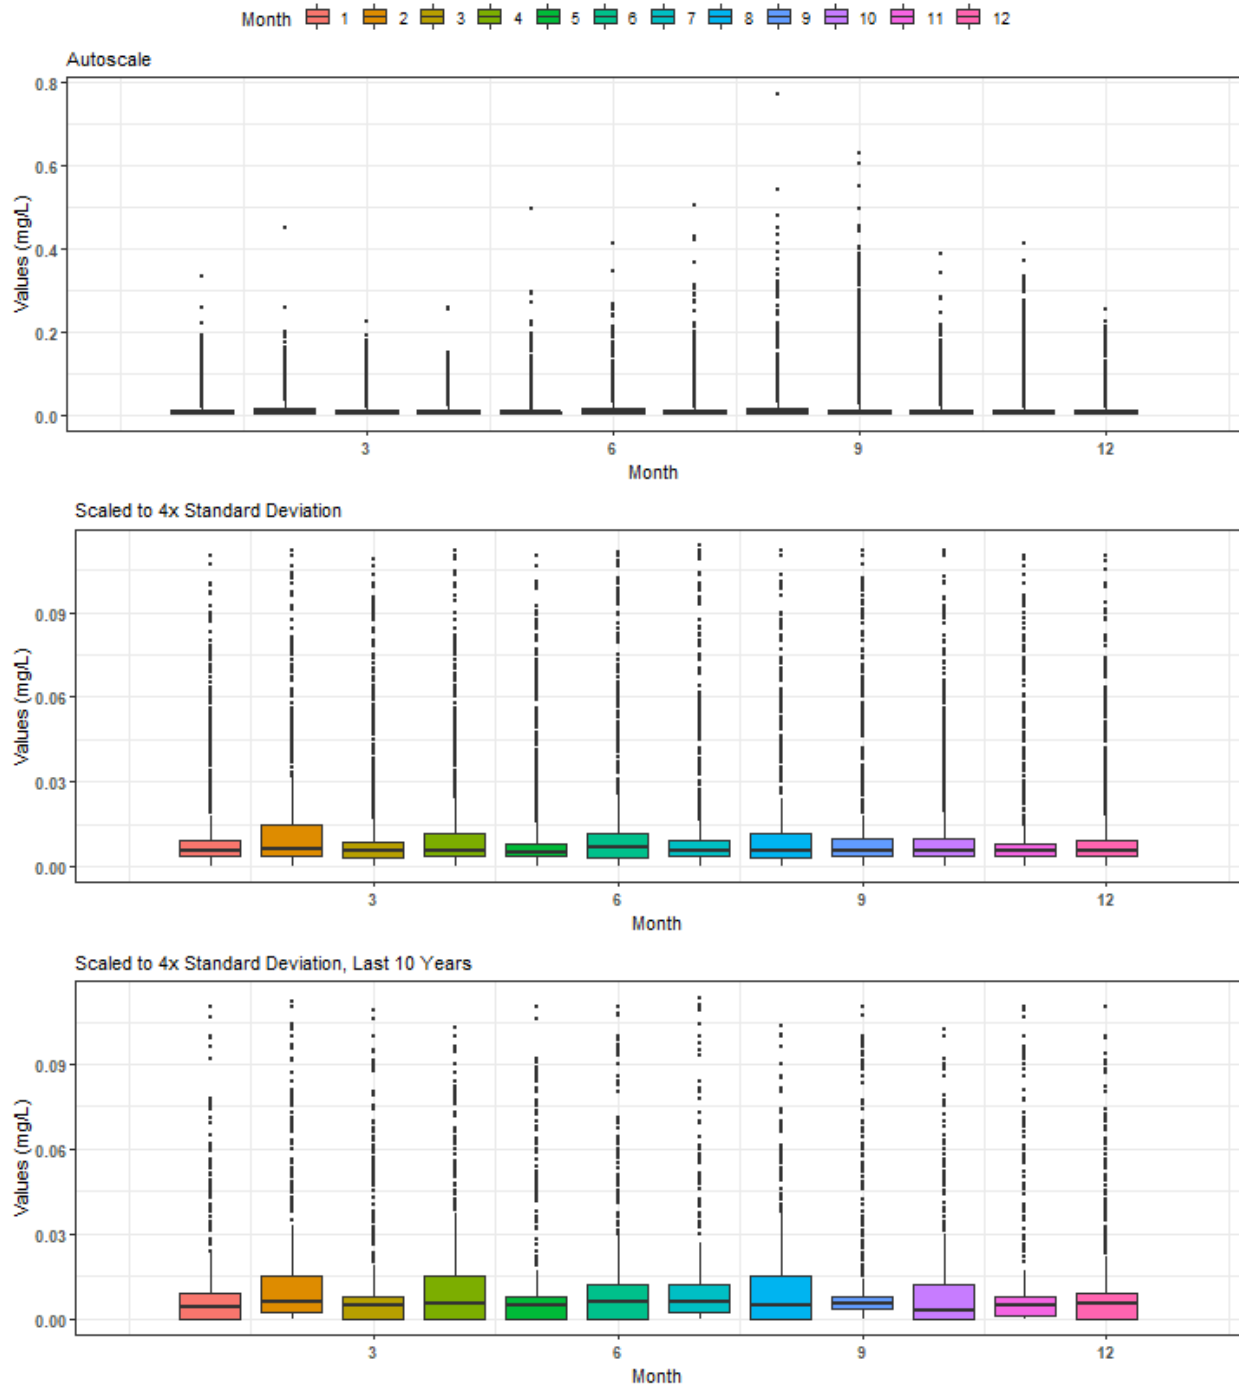 Month 1 2 3 4 5 6 7 8 9 10 11 12
Autoscale
0.8
0.6
0.4
0.2
0.0
Values (mg/L)
3 6 9 12
Month
Scaled to 4x Standard Deviation
0.09
0.06
0.03
0.00
Values (mg/L)
3 6 9 12
Month
Scaled to 4x Standard Deviation, Last 10 Years
0.09
0.06
0.03
0.00
Values (mg/L)
3 6 9 12
Month